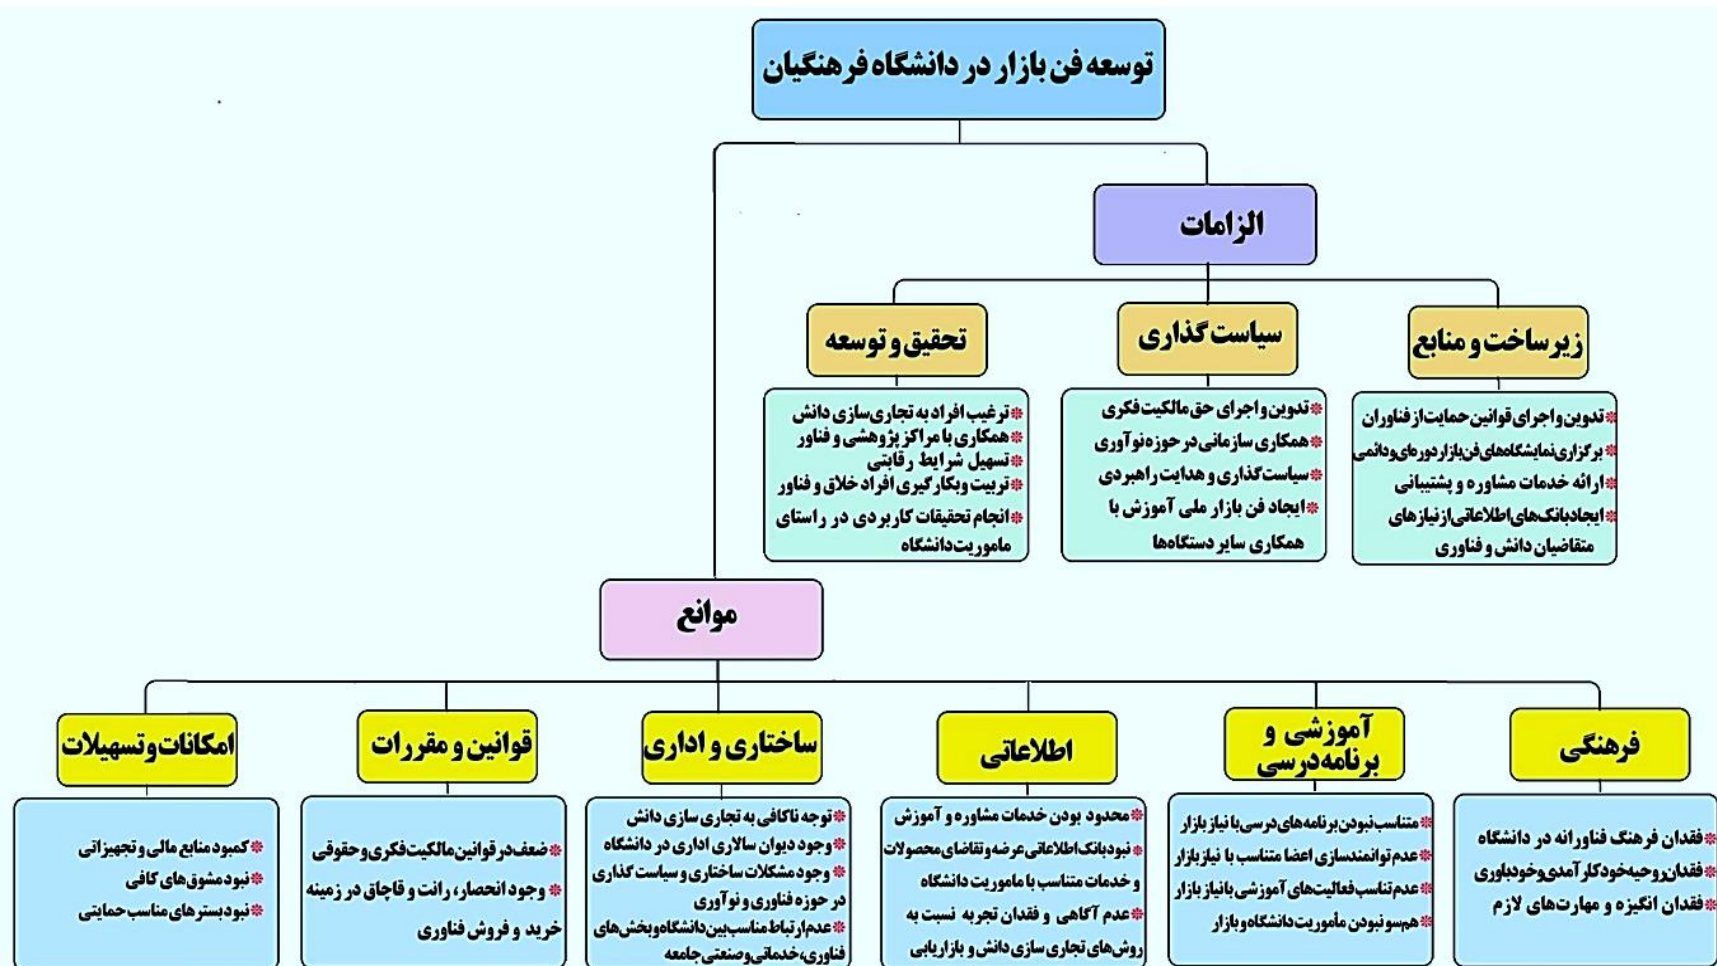 توسعه فن بازار در دانشگاه فرهنگیان
الزامات
زیرساخت و منابع
*تدوین و اجرای قوانین حمایت از فناوران
*برگزاری نمایشگاه‌های فن‌بازار دوره‌ای و دائمی
*ارائه خدمات مشاوره و پشتیبانی
*ایجاد بانک‌های اطلاعاتی از نیازهای
متقاضیان دانش و فناوری
سیاست گذاری
*تدوین و اجرای حق مالکیت فکری
*همکاری سازمانی در حوزه نوآوری
*سیاست گذاری و هدایت راهبردی
*ایجاد فن بازار ملی آموزش با
همکاری سایر دستگاه‌ها
تحقیق و توسعه
*ترغیب افراد به تجاری سازی دانش
*همکاری با مراکز پژوهشی و فناور
*تسهیل شرایط رقابتی
*تربیت وبکارگیری افراد خلاق و فناور
*انجام تحقیقات کاربردی در راستای
ماموریت دانشگاه
موانع
فرهنگی
*فقدان فرهنگ فناورانه در دانشگاه
*فقدان روحیه خودکارآمدی و خودباوری
*فقدان انگیزه و مهارت‌های لازم
آموزشی و
برنامه درسی
*متناسب نبودن برنامه‌های درسی با نیاز بازار
*عدم توانمندسازی اعضا متناسب با نیاز بازار
*عدم تناسب فعالیت‌های آموزشی با نیاز بازار
*هم‌سو نبودن مأموریت دانشگاه و بازار
اطلاعاتی
*محدود بودن خدمات مشاوره و آموزش
*نبود بانک اطلاعاتی عرضه و تقاضای محصولات
و خدمات متناسب با ماموریت دانشگاه
*عدم آگاهی و فقدان تجربه نسبت به
روش‌های تجاری سازی دانش و بازاریابی
ساختاری و اداری
*توجه ناکافی به تجاری سازی دانش
*وجود دیوان سالاری اداری در دانشگاه
*وجود مشکلات ساختاری و سیاست گذاری
در حوزه فناوری و نوآوری
*عدم ارتباط مناسب بین دانشگاه و بخش‌های
فناوری، خدماتی و صنعتی جامعه
قوانین و مقررات
*ضعف در قوانین مالکیت فکری و حقوقی
*وجود انحصار، رانت و قاچاق در زمینه
خرید و فروش فناوری
امکانات و تسهیلات
*کمبود منابع مالی و تجهیزاتی
*نبود مشوق‌های کافی
*نبود بسترهای مناسب حمایتی